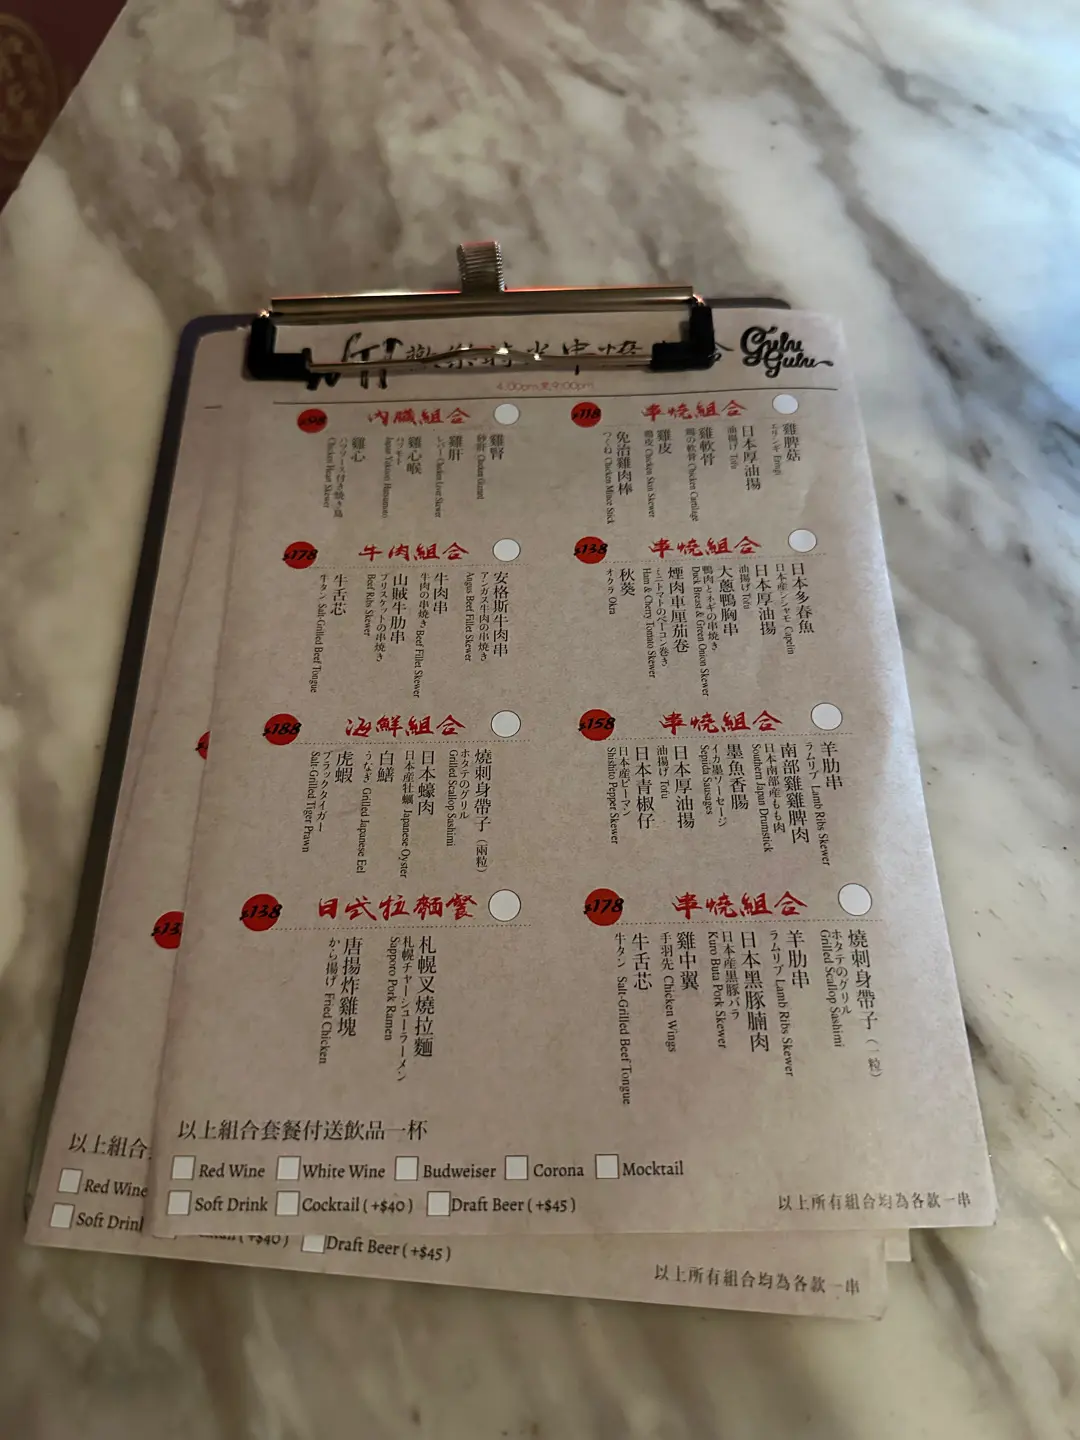 Gulu Gulu
4:00pm至9:00pm
$98 內臟組合
雞腎
砂肝 Chicken Gizzard
雞肝
レバー Chicken Liver Skewer
雞心喉
雞心
Chicken Heart Skewer
$118 串燒組合
雞脾菇
エリンギ Eringi
日本厚油揚
油揚げ Tofu
雞軟骨
鶏の軟骨 Chicken Cartilage
雞皮
鶏皮 Chicken Skin Skewer
免治雞肉棒
つくね Chicken Mince Stick
$178 牛肉組合
安格斯牛肉串
アンガス牛肉の串焼き
Angus Beef Fillet Skewer
牛肉串
牛肉の串焼き Beef Fillet Skewer
山賊牛肋串
ブリスケットの串焼き
Beef Ribs Skewer
牛舌芯
牛タン Salt-Grilled Beef Tongue
$138 串燒組合
日本多春魚
日本産シシャモ Capelin
日本厚油揚
油揚げ Tofu
大蔥鴨胸串
鴨肉とネギの串焼き
Duck Breast & Green Onion Skewer
煙肉車厘茄卷
ミニトマトのベーコン巻き
Ham & Cherry Tomato Skewer
秋葵
オクラ Okra
$188 海鮮組合
燒刺身帶子（兩粒）
ホタテのグリル
Grilled Scallop Sashimi
日本蠔肉
日本産牡蠣 Japanese Oyster
白鱔
うなぎ Grilled Japanese Eel
虎蝦
ブラックタイガー
Salt-Grilled Tiger Prawn
$158 串燒組合
羊肋串
ラムリブ Lamb Ribs Skewer
南部雞雞脾肉
日本南部産もも肉
Southern Japan Drumstick
墨魚香腸
イカ墨ソーセージ
Sepiida Sausages
日本厚油揚
油揚げ Tofu
日本青椒仔
日本産ピーマン
Shishito Pepper Skewer
$138 日式拉麵餐
札幌叉燒拉麵
札幌チャーシューラーメン
Sapporo Pork Ramen
唐揚炸雞塊
から揚げ Fried Chicken
$178 串燒組合
燒刺身帶子（一粒）
ホタテのグリル
Grilled Scallop Sashimi
羊肋串
ラムリブ Lamb Ribs Skewer
日本黑豚腩肉
日本産黒豚バラ
Kuro Buta Pork Skewer
雞中翼
手羽先 Chicken Wings
牛舌芯
牛タン Salt-Grilled Beef Tongue
以上組合套餐付送飲品一杯
Red Wine White Wine Budweiser Corona Mocktail
Soft Drink Cocktail ( +$40 ) Draft Beer ( +$45 )
以上所有組合均為各款一串
以上組合
Red Wine
Soft Drin
( +$40 ) Draft Beer ( +$45 )
以上所有組合均為各款一串